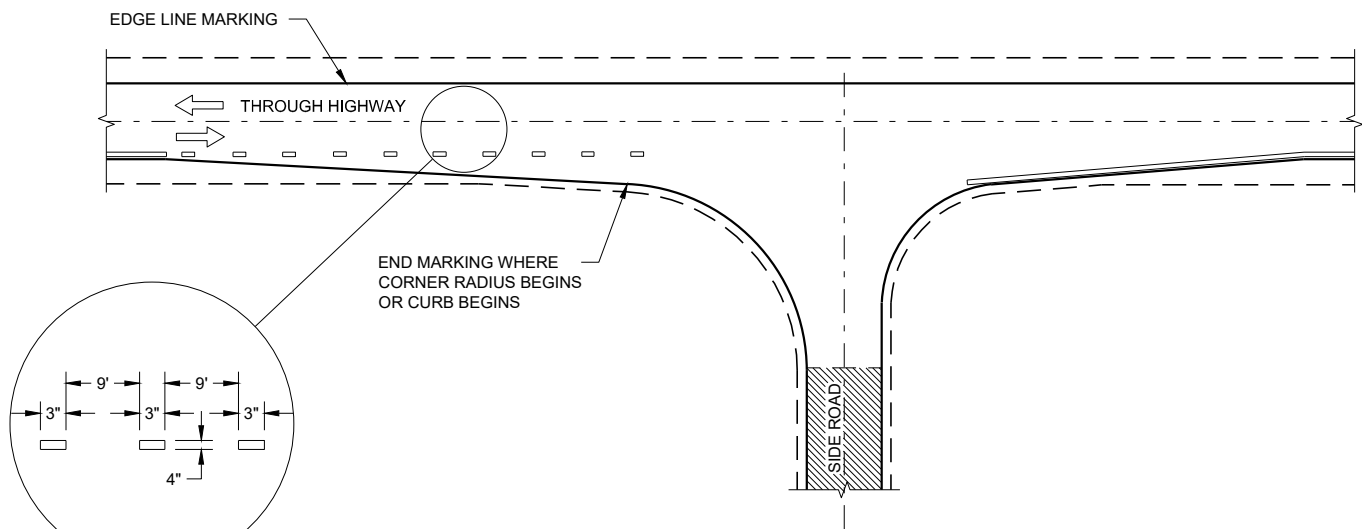 EDGE LINE MARKING
THROUGH HIGHWAY
END MARKING WHERE
CORNER RADIUS BEGINS
OR CURB BEGINS
SIDE ROAD
9'
9'
3"
3"
3"
4"